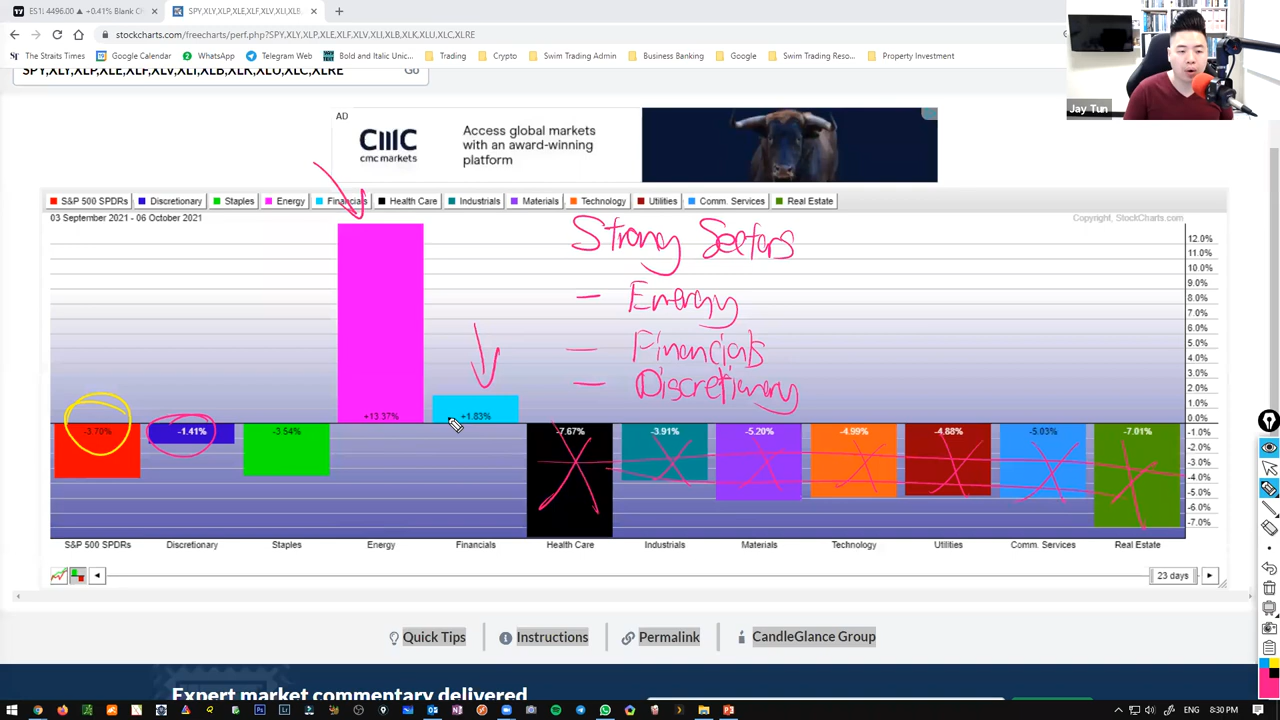 ES1! 4496.00 ▲ +0.41% Blank C
SPY,XLY,XLP,XLE,XLF,XLV,XLI,XLB
stockcharts.com/freecharts/perf.php?SPY,XLY,XLP,XLE,XLF,XLV,XLI,XLB,XLK,XLU,XLC,XLRE
The Straits Times
Google Calendar
WhatsApp
Telegram Web
Bold and Italic Unic...
Trading
Crypto
Swim Trading Admin
Business Banking
Google
Swim Trading Reso...
Property Investment
Jay Tun
SPY,XLY,XLP,XLE,XLF,XLV,XLI,XLB,XLK,XLU,XLC,XLRE
Go
AD
cmc markets
Access global markets
with an award-winning
platform
S&P 500 SPDRs
Discretionary
Staples
Energy
Financials
Health Care
Industrials
Materials
Technology
Utilities
Comm. Services
Real Estate
03 September 2021 - 06 October 2021
Copyright, StockCharts.com
Strong Sectors
- Energy
- Financials
- Discretionary
12.0%
11.0%
10.0%
9.0%
8.0%
7.0%
6.0%
5.0%
4.0%
3.0%
2.0%
1.0%
0.0%
-1.0%
-2.0%
-3.0%
-4.0%
-5.0%
-6.0%
-7.0%
-3.70%
-1.41%
-3.54%
+13.37%
+1.83%
-7.67%
-3.91%
-5.20%
-4.99%
-4.88%
-5.03%
-7.01%
S&P 500 SPDRs
Discretionary
Staples
Energy
Financials
Health Care
Industrials
Materials
Technology
Utilities
Comm. Services
Real Estate
23 days
Quick Tips
Instructions
Permalink
CandleGlance Group
Expert market commentary delivered
ENG
8:30 PM